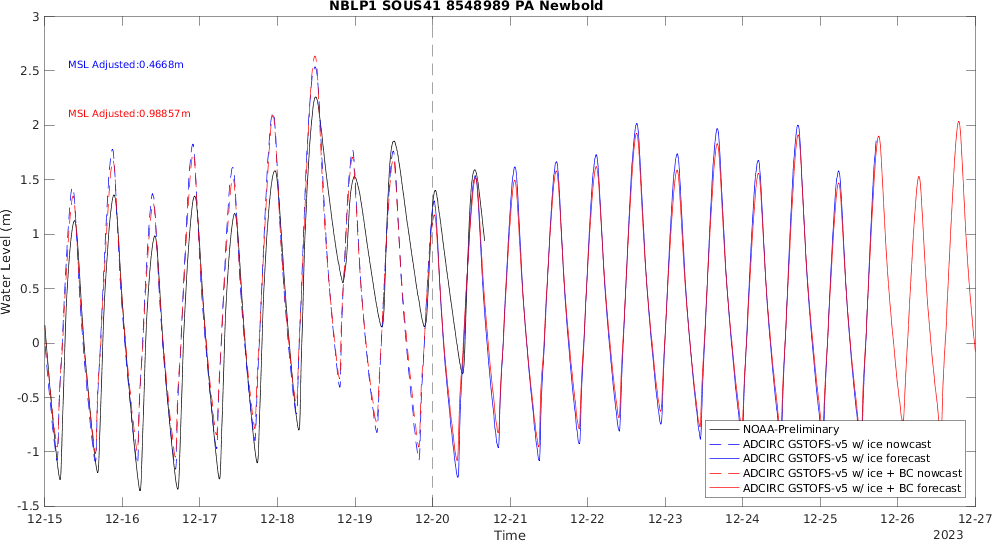 NBLP1 SOUS41 8548989 PA Newbold
3
2.5
2
1.5
1
0.5
0
-0.5
-1
-1.5
Water Level (m)
MSL Adjusted:0.4668m
MSL Adjusted:0.98857m
NOAA-Preliminary
ADCIRC GSTOFS-v5 w/ ice nowcast
ADCIRC GSTOFS-v5 w/ ice forecast
ADCIRC GSTOFS-v5 w/ ice + BC nowcast
ADCIRC GSTOFS-v5 w/ ice + BC forecast
12-15 12-16 12-17 12-18 12-19 12-20 12-21 12-22 12-23 12-24 12-25 12-26 12-27
Time
2023